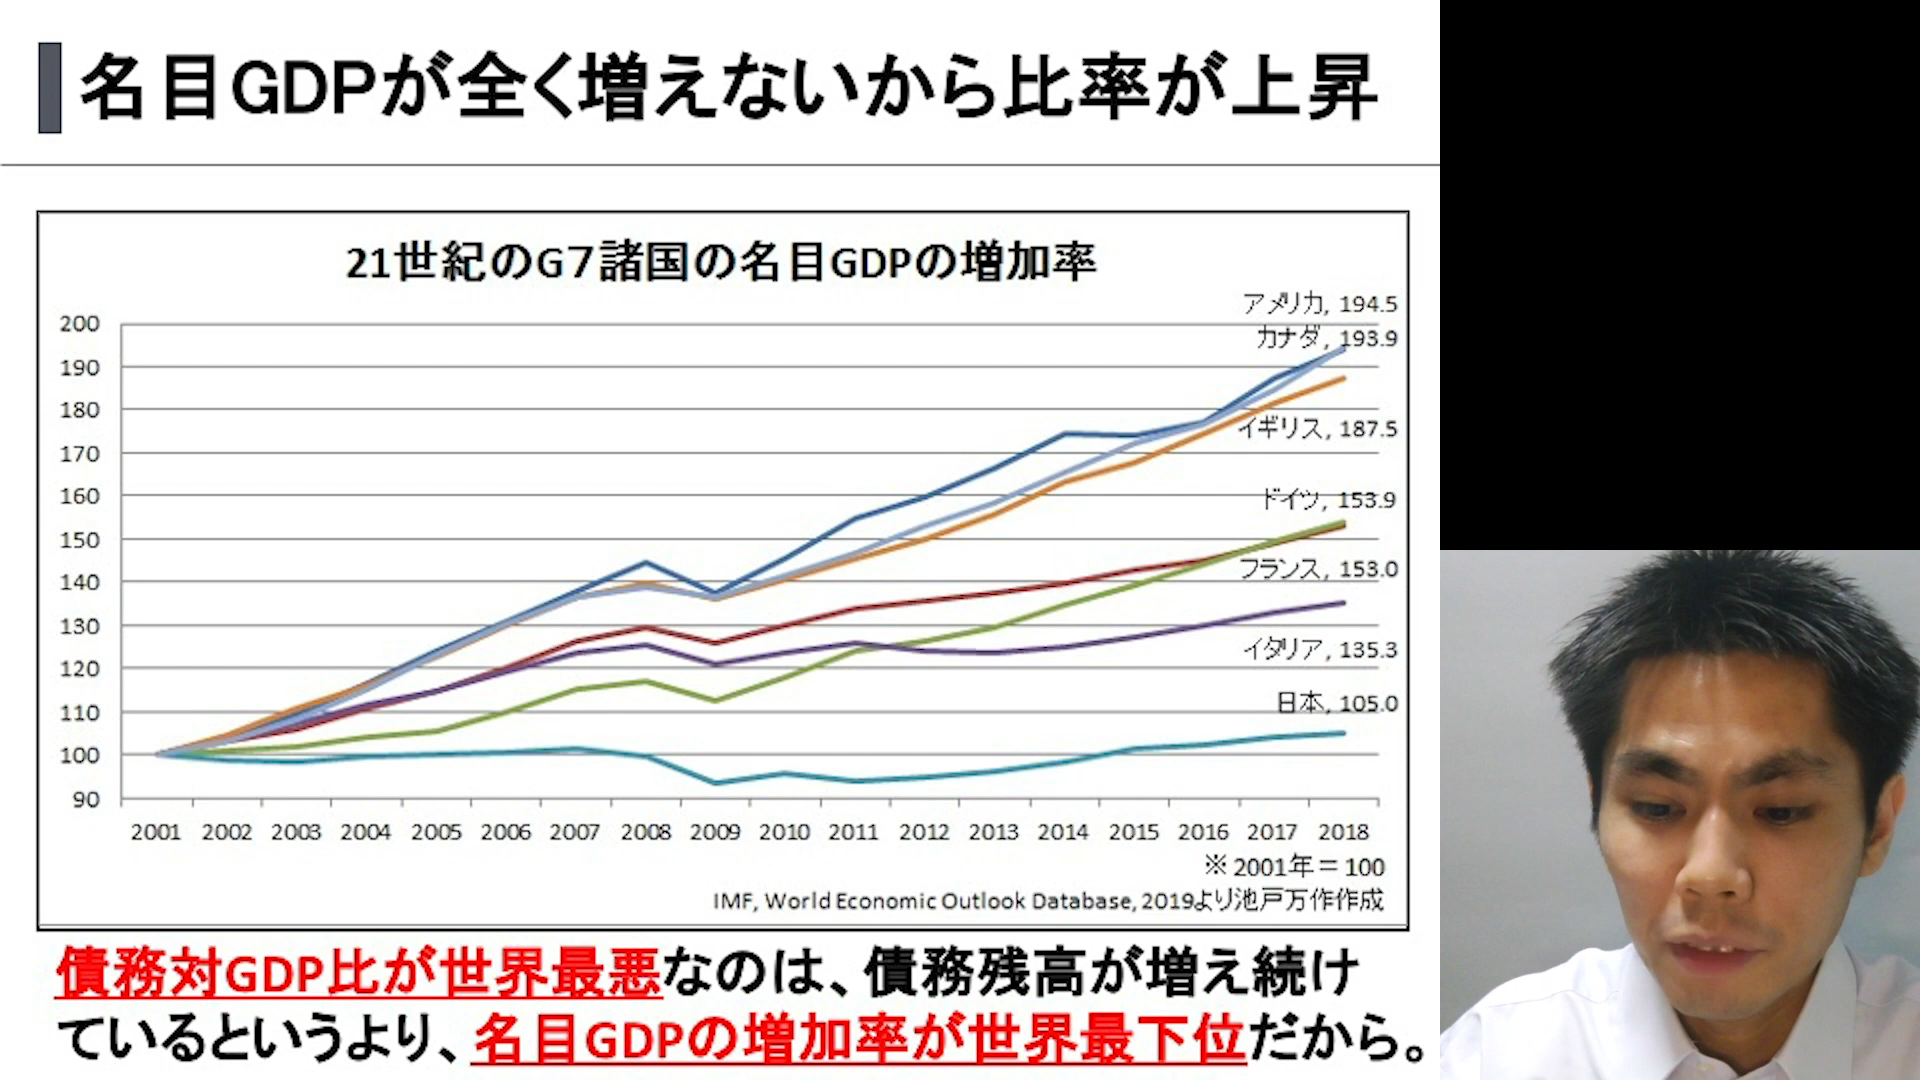 名目GDPが全く増えないから比率が上昇
21世紀のG7諸国の名目GDPの増加率
アメリカ, 194.5
カナダ, 193.9
イギリス, 187.5
ドイツ, 153.9
フランス, 153.0
イタリア, 135.3
日本, 105.0
200
190
180
170
160
150
140
130
120
110
100
90
2001 2002 2003 2004 2005 2006 2007 2008 2009 2010 2011 2012 2013 2014 2015 2016 2017 2018
※2001年＝100
IMF, World Economic Outlook Database, 2019より池戸万作作成
債務対GDP比が世界最悪なのは、債務残高が増え続け
ているというより、名目GDPの増加率が世界最下位だから。